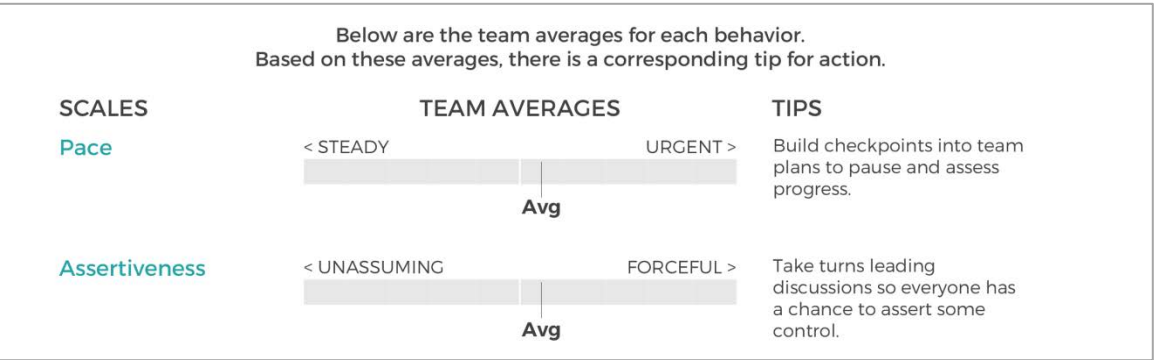 Below are the team averages for each behavior.
Based on these averages, there is a corresponding tip for action.
SCALES
TEAM AVERAGES
TIPS
Pace
< STEADY
URGENT >
Avg
Build checkpoints into team
plans to pause and assess
progress.
Assertiveness
< UNASSUMING
FORCEFUL >
Avg
Take turns leading
discussions so everyone has
a chance to assert some
control.